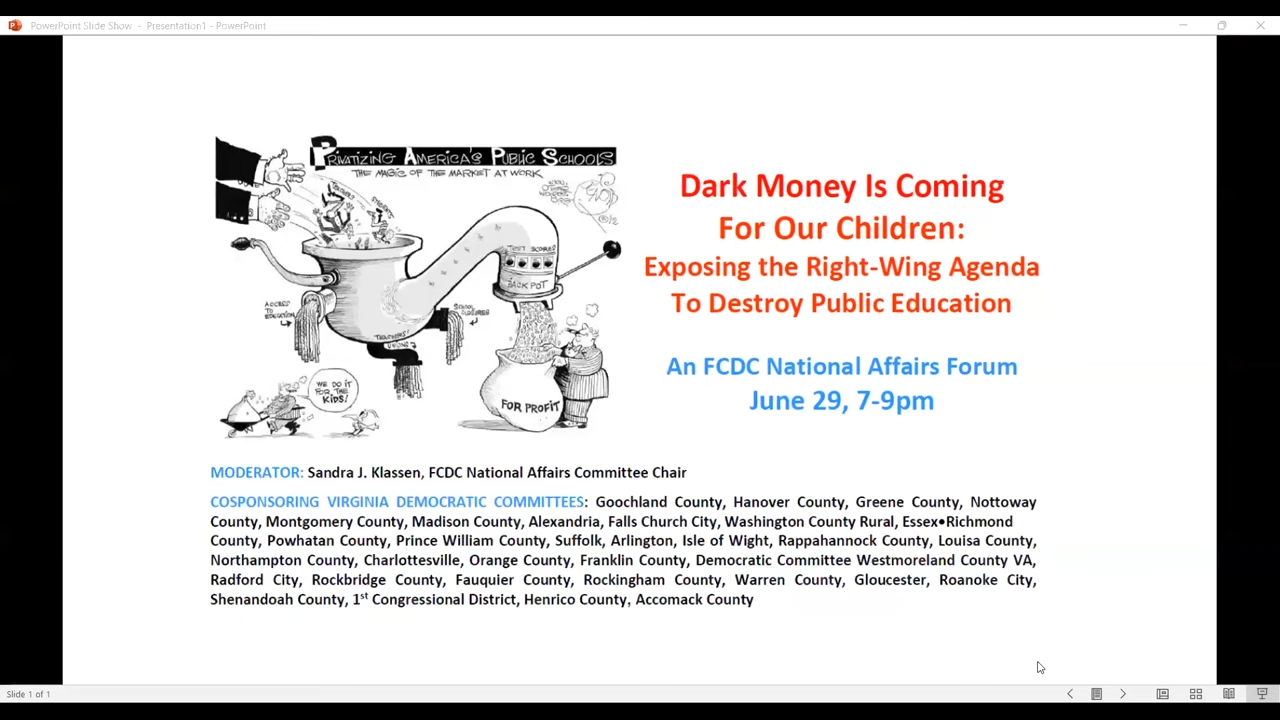 PowerPoint Slide Show - Presentation1 - PowerPoint
PRIVATIZING AMERICA'S PUBLIC SCHOOLS
THE MAGIC OF THE MARKET AT WORK
TEST SCORES
JACKPOT
ACCESS
TO
EDUCATION
SCHOOL
CLOSURES
TEACHERS'
UNIONS
WE DO IT
FOR THE
KIDS!
FOR PROFIT
Dark Money Is Coming
For Our Children:
Exposing the Right-Wing Agenda
To Destroy Public Education
An FCDC National Affairs Forum
June 29, 7-9pm
MODERATOR: Sandra J. Klassen, FCDC National Affairs Committee Chair
COSPONSORING VIRGINIA DEMOCRATIC COMMITTEES: Goochland County, Hanover County, Greene County, Nottoway
County, Montgomery County, Madison County, Alexandria, Falls Church City, Washington County Rural, Essex•Richmond
County, Powhatan County, Prince William County, Suffolk, Arlington, Isle of Wight, Rappahannock County, Louisa County,
Northampton County, Charlottesville, Orange County, Franklin County, Democratic Committee Westmoreland County VA,
Radford City, Rockbridge County, Fauquier County, Rockingham County, Warren County, Gloucester, Roanoke City,
Shenandoah County, 1st Congressional District, Henrico County, Accomack County
Slide 1 of 1